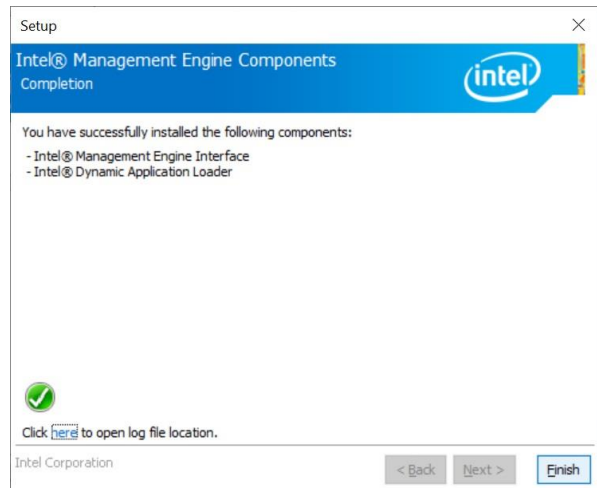 Setup
Intel® Management Engine Components
Completion
intel
You have successfully installed the following components:
- Intel® Management Engine Interface
- Intel® Dynamic Application Loader
Click here to open log file location.
Intel Corporation
< Back Next > Finish